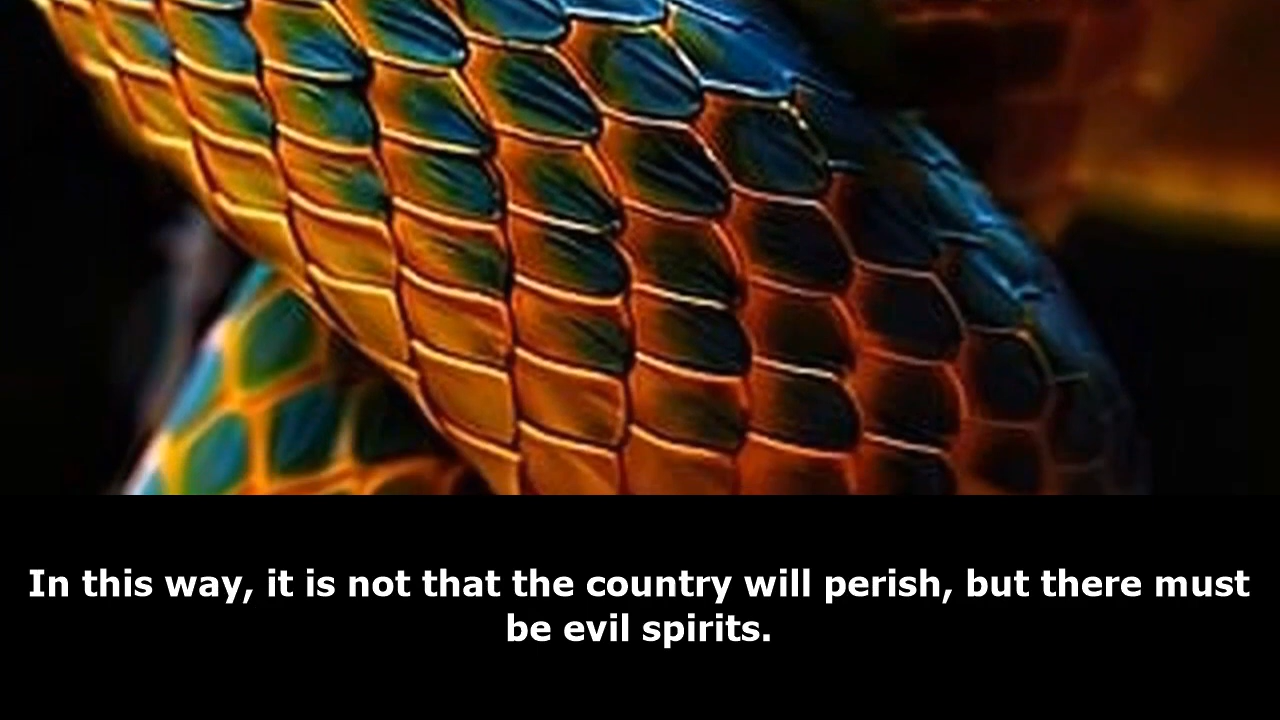 In this way, it is not that the country will perish, but there must
be evil spirits.